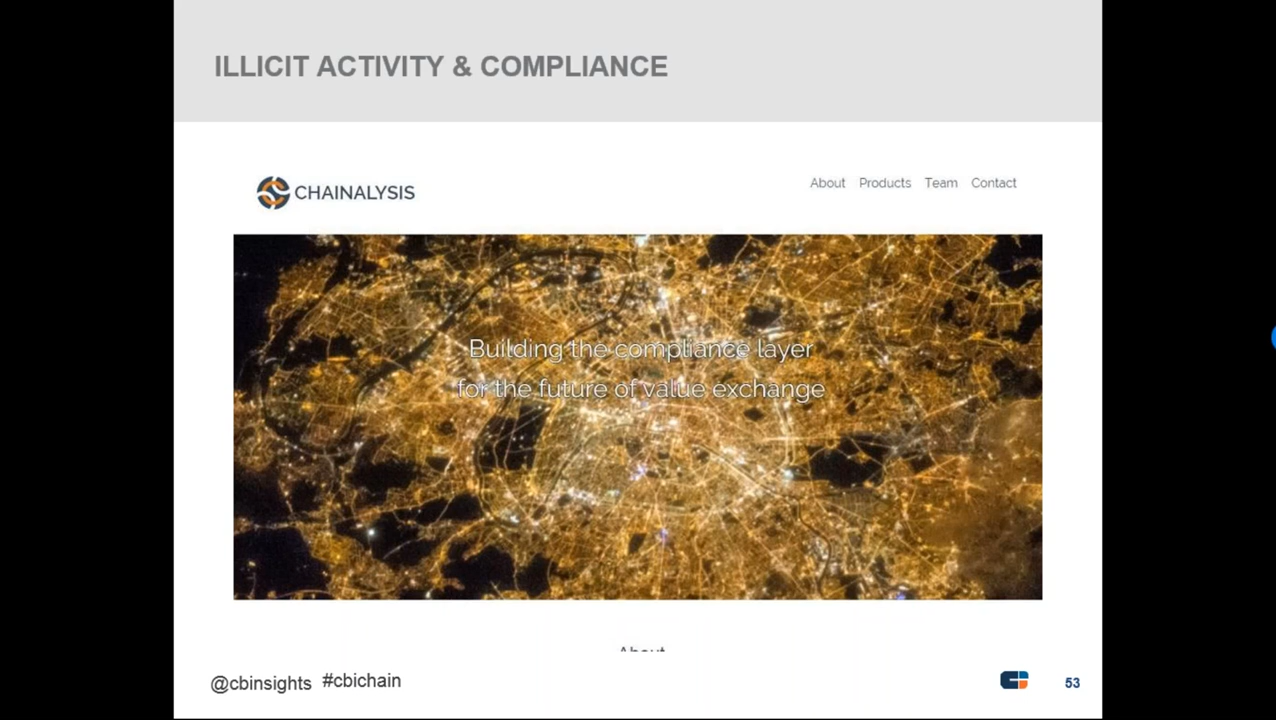 ILLICIT ACTIVITY & COMPLIANCE
CHAINALYSIS
About Products Team Contact
Building the compliance layer
for the future of value exchange
About
@cbinsights #cbichain
53